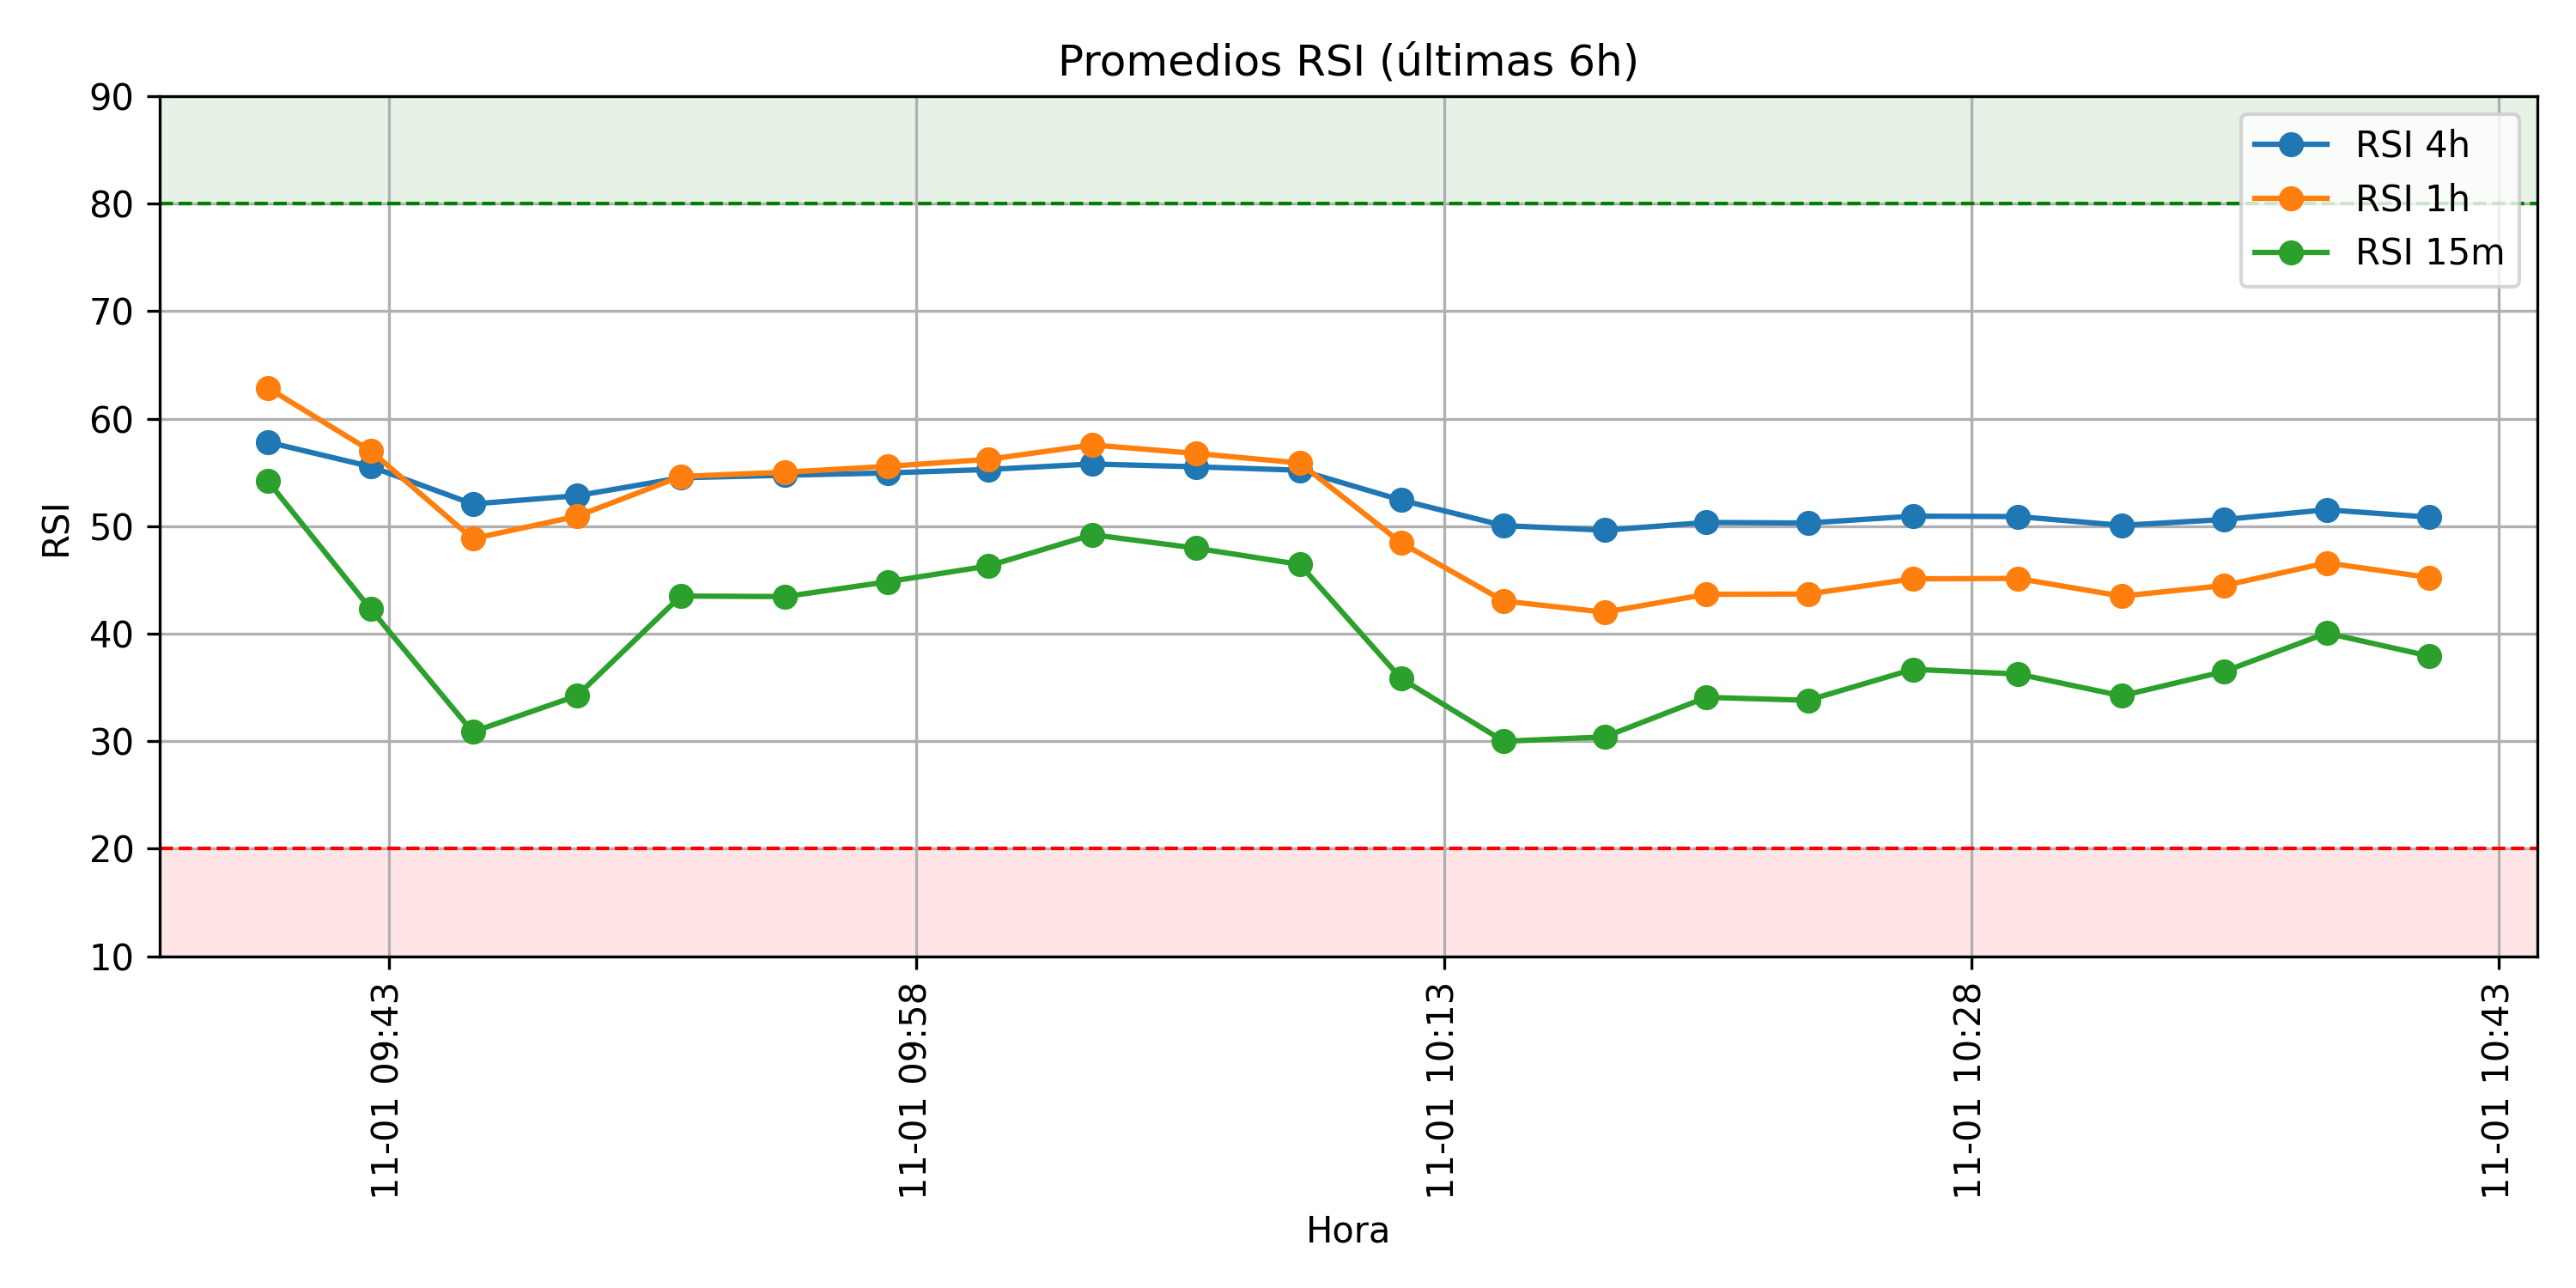 Promedios RSI (últimas 6h)
RSI 4h
RSI 1h
RSI 15m
RSI
90
80
70
60
50
40
30
20
10
11-01 09:43
11-01 09:58
11-01 10:13
11-01 10:28
11-01 10:43
Hora